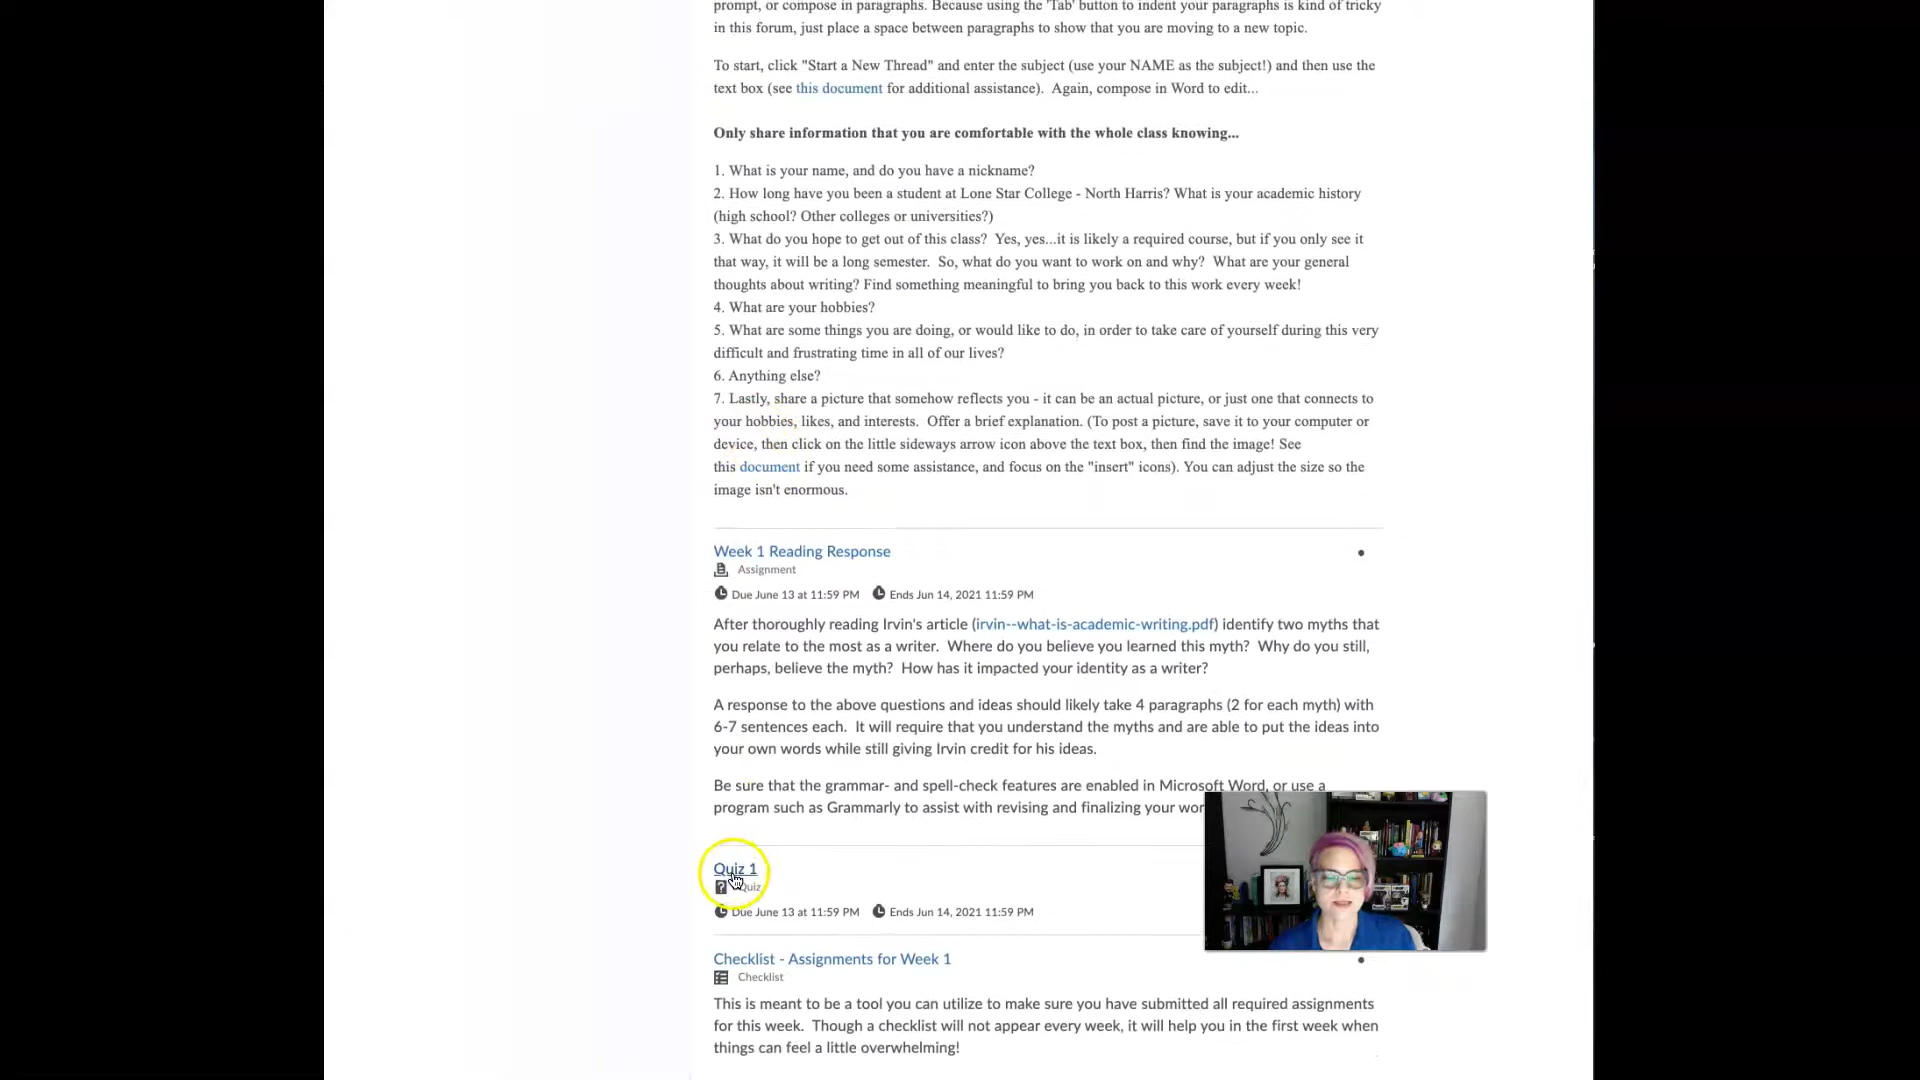 prompt, or compose in paragraphs. Because using the 'Tab' button to indent your paragraphs is kind of tricky
in this forum, just place a space between paragraphs to show that you are moving to a new topic.
To start, click "Start a New Thread" and enter the subject (use your NAME as the subject!) and then use the
text box (see this document for additional assistance).  Again, compose in Word to edit...
Only share information that you are comfortable with the whole class knowing...
1. What is your name, and do you have a nickname?
2. How long have you been a student at Lone Star College - North Harris? What is your academic history
(high school? Other colleges or universities?)
3. What do you hope to get out of this class?  Yes, yes...it is likely a required course, but if you only see it
that way, it will be a long semester.  So, what do you want to work on and why?  What are your general
thoughts about writing? Find something meaningful to bring you back to this work every week!
4. What are your hobbies?
5. What are some things you are doing, or would like to do, in order to take care of yourself during this very
difficult and frustrating time in all of our lives?
6. Anything else?
7. Lastly, share a picture that somehow reflects you - it can be an actual picture, or just one that connects to
your hobbies, likes, and interests.  Offer a brief explanation. (To post a picture, save it to your computer or
device, then click on the little sideways arrow icon above the text box, then find the image! See
this document if you need some assistance, and focus on the "insert" icons). You can adjust the size so the
image isn't enormous.
Week 1 Reading Response
Assignment
Due June 13 at 11:59 PM   Ends Jun 14, 2021 11:59 PM
After thoroughly reading Irvin's article (irvin--what-is-academic-writing.pdf) identify two myths that
you relate to the most as a writer.  Where do you believe you learned this myth?  Why do you still,
perhaps, believe the myth?  How has it impacted your identity as a writer?
A response to the above questions and ideas should likely take 4 paragraphs (2 for each myth) with
6-7 sentences each.  It will require that you understand the myths and are able to put the ideas into
your own words while still giving Irvin credit for his ideas.
Be sure that the grammar- and spell-check features are enabled in Microsoft Word, or use a
program such as Grammarly to assist with revising and finalizing your
Quiz 1
Quiz
Due June 13 at 11:59 PM   Ends Jun 14, 2021 11:59 PM
Checklist - Assignments for Week 1
Checklist
This is meant to be a tool you can utilize to make sure you have submitted all required assignments
for this week.  Though a checklist will not appear every week, it will help you in the first week when
things can feel a little overwhelming!